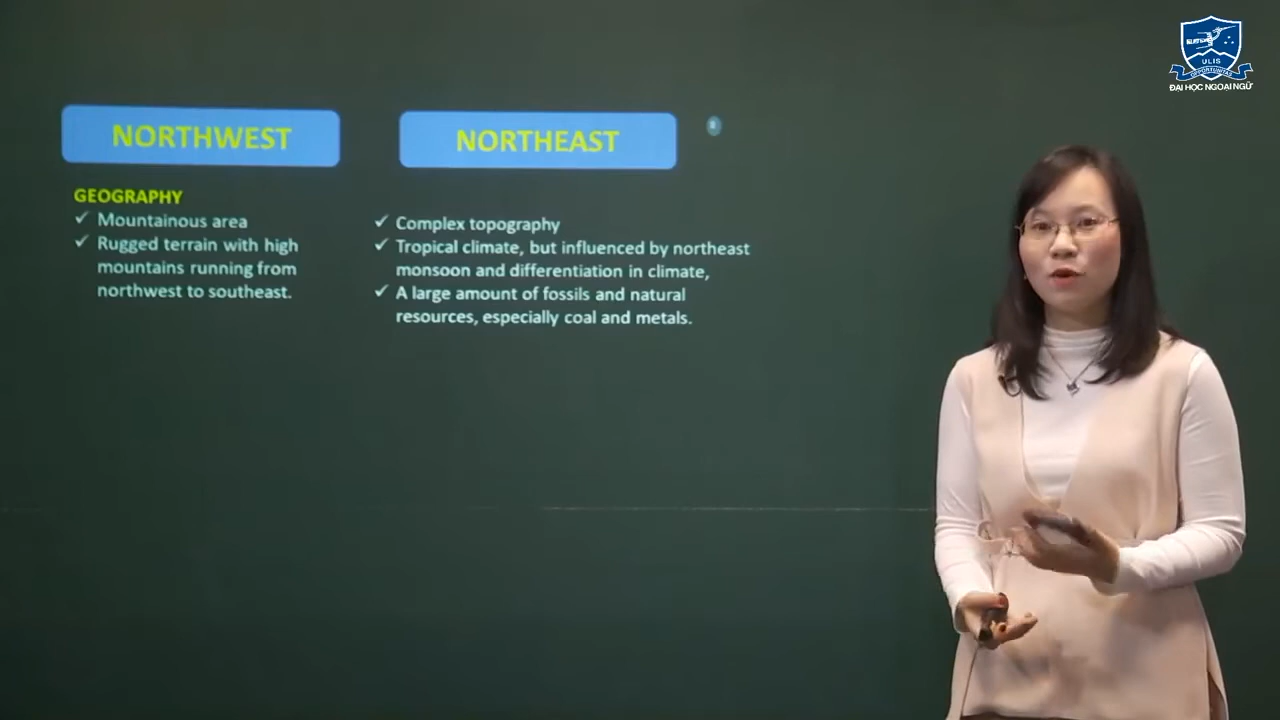 NORTHWEST
NORTHEAST
GEOGRAPHY
✓ Mountainous area
✓ Rugged terrain with high
mountains running from
northwest to southeast.
✓ Complex topography
✓ Tropical climate, but influenced by northeast
monsoon and differentiation in climate,
✓ A large amount of fossils and natural
resources, especially coal and metals.
ULIS
ĐẠI HỌC NGOẠI NGỮ